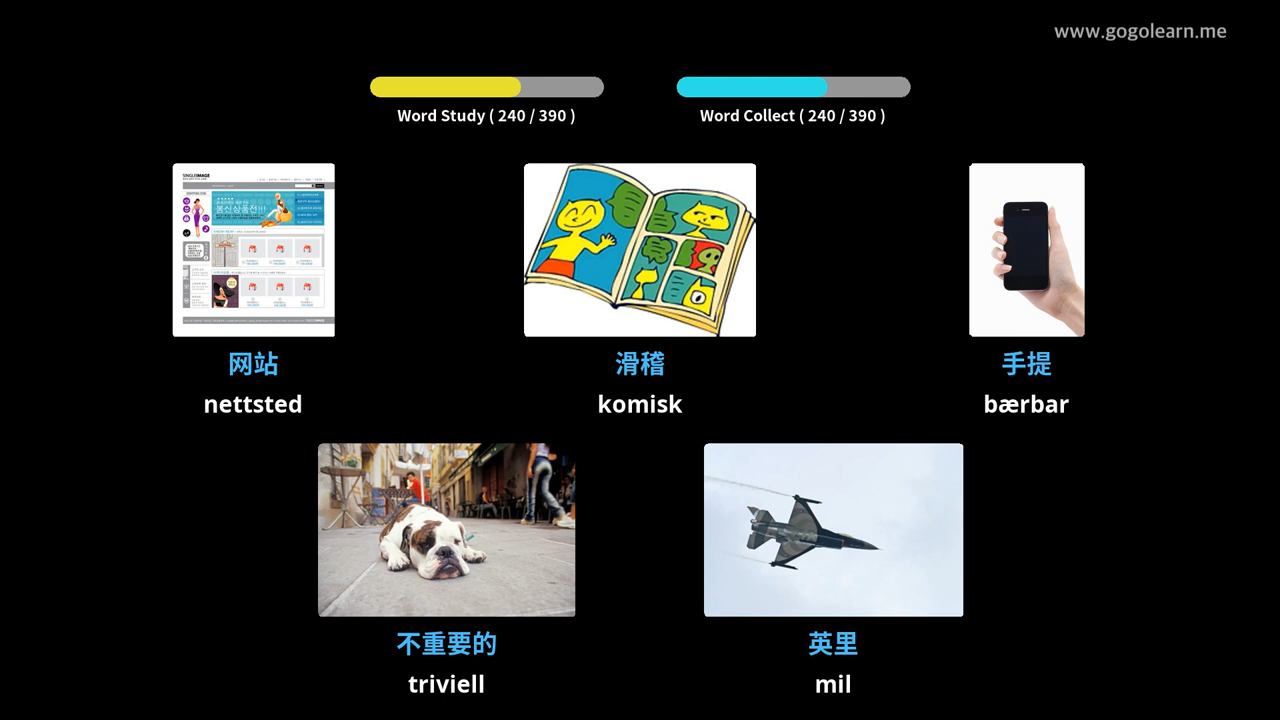 www.gogolearn.me
Word Study ( 240 / 390 )
Word Collect ( 240 / 390 )
SINGLEIMAGE
网站
滑稽
手提
nettsted
komisk
bærbar
不重要的
英里
triviell
mil